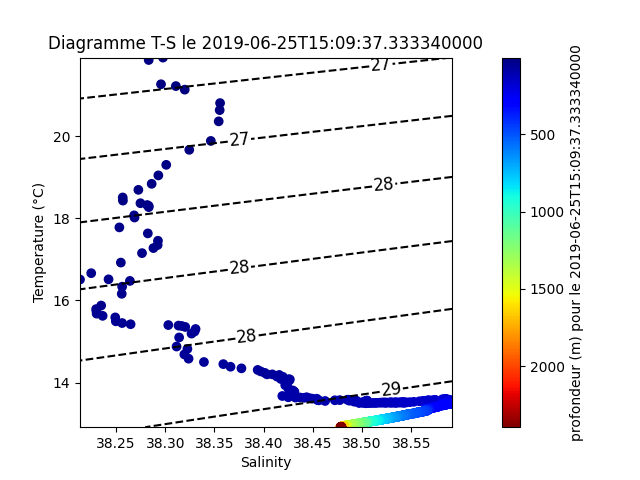 Diagramme T-S le 2019-06-25T15:09:37.333340000
27
27
28
28
28
29
20
18
16
14
Temperature (°C)
38.25 38.30 38.35 38.40 38.45 38.50 38.55
Salinity
500
1000
1500
2000
profondeur (m) pour le 2019-06-25T15:09:37.333340000